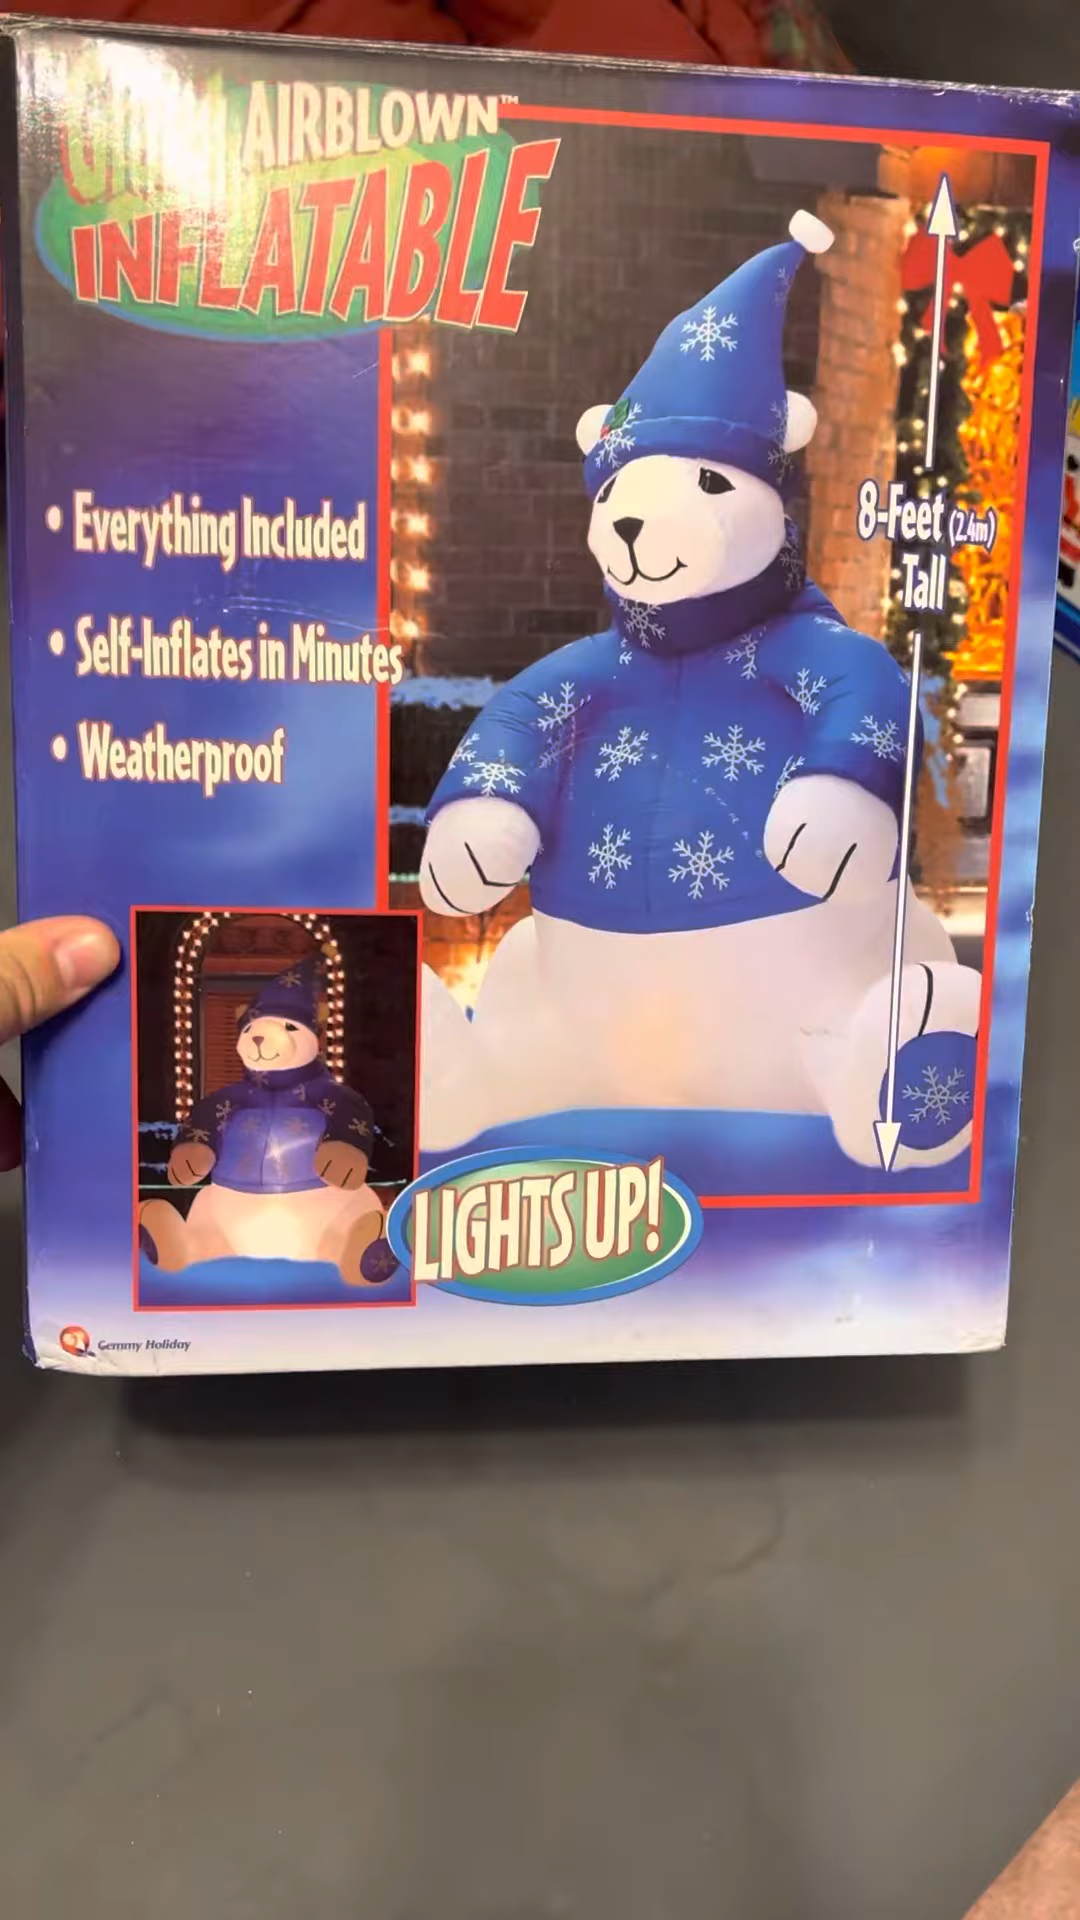 AIRBLOWN™
INFLATABLE
• Everything Included
• Self-Inflates in Minutes
• Weatherproof
8-Feet (2.4m)
Tall
LIGHTS UP!
Gemmy Holiday